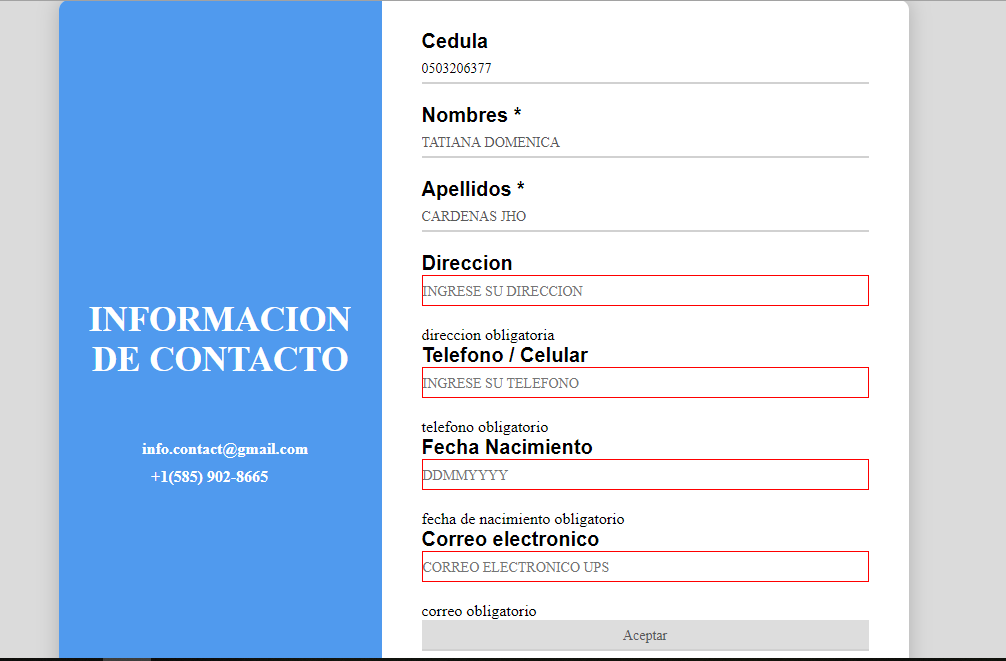 INFORMACION
DE CONTACTO
info.contact@gmail.com
+1(585) 902-8665
Cedula
0503206377
Nombres *
TATIANA DOMENICA
Apellidos *
CARDENAS JHO
Direccion
INGRESE SU DIRECCION
direccion obligatoria
Telefono / Celular
INGRESE SU TELEFONO
telefono obligatorio
Fecha Nacimiento
DDMMYYYY
fecha de nacimiento obligatorio
Correo electronico
CORREO ELECTRONICO UPS
correo obligatorio
Aceptar